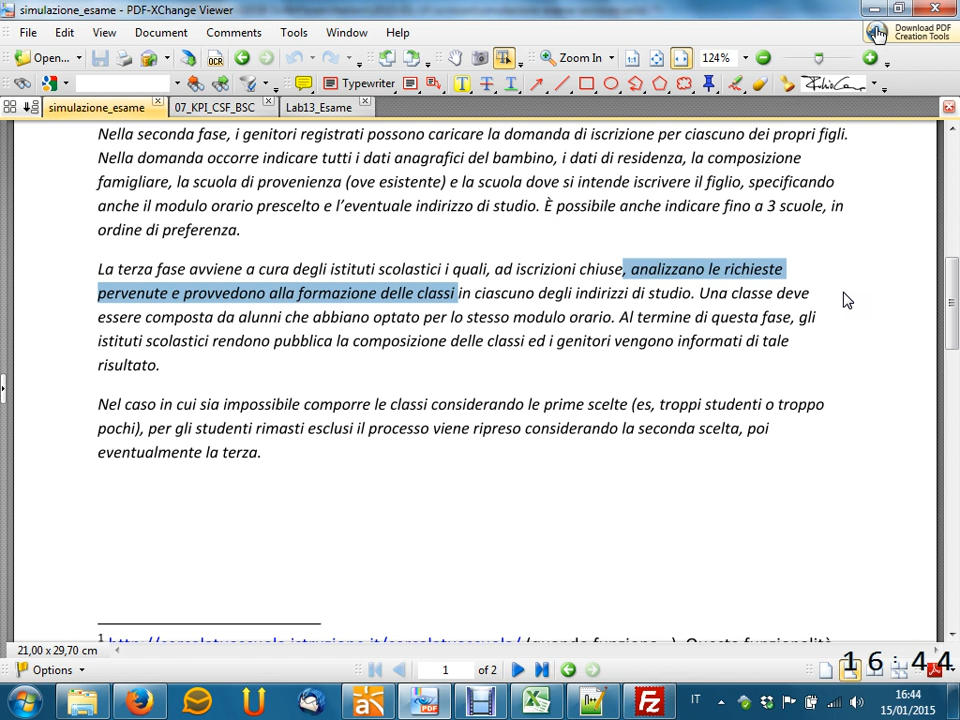 simulazione_esame - PDF-XChange Viewer
File Edit View Document Comments Tools Window Help
Download PDF
Creation Tools
Open... OCR Zoom In 124%
Typewriter
simulazione_esame 07_KPI_CSF_BSC Lab13_Esame
Nella seconda fase, i genitori registrati possono caricare la domanda di iscrizione per ciascuno dei propri figli.
Nella domanda occorre indicare tutti i dati anagrafici del bambino, i dati di residenza, la composizione
famigliare, la scuola di provenienza (ove esistente) e la scuola dove si intende iscrivere il figlio, specificando
anche il modulo orario prescelto e l'eventuale indirizzo di studio. È possibile anche indicare fino a 3 scuole, in
ordine di preferenza.
La terza fase avviene a cura degli istituti scolastici i quali, ad iscrizioni chiuse, analizzano le richieste
pervenute e provvedono alla formazione delle classi in ciascuno degli indirizzi di studio. Una classe deve
essere composta da alunni che abbiano optato per lo stesso modulo orario. Al termine di questa fase, gli
istituti scolastici rendono pubblica la composizione delle classi ed i genitori vengono informati di tale
risultato.
Nel caso in cui sia impossibile comporre le classi considerando le prime scelte (es, troppi studenti o troppo
pochi), per gli studenti rimasti esclusi il processo viene ripreso considerando la seconda scelta, poi
eventualmente la terza.
1 http://cercalatuascuola.istruzione.it/cercalatuascuola/ (quando funziona...). Questa funzionalità
21,00 x 29,70 cm
Options 1 of 2 16:44
IT 16:44
15/01/2015